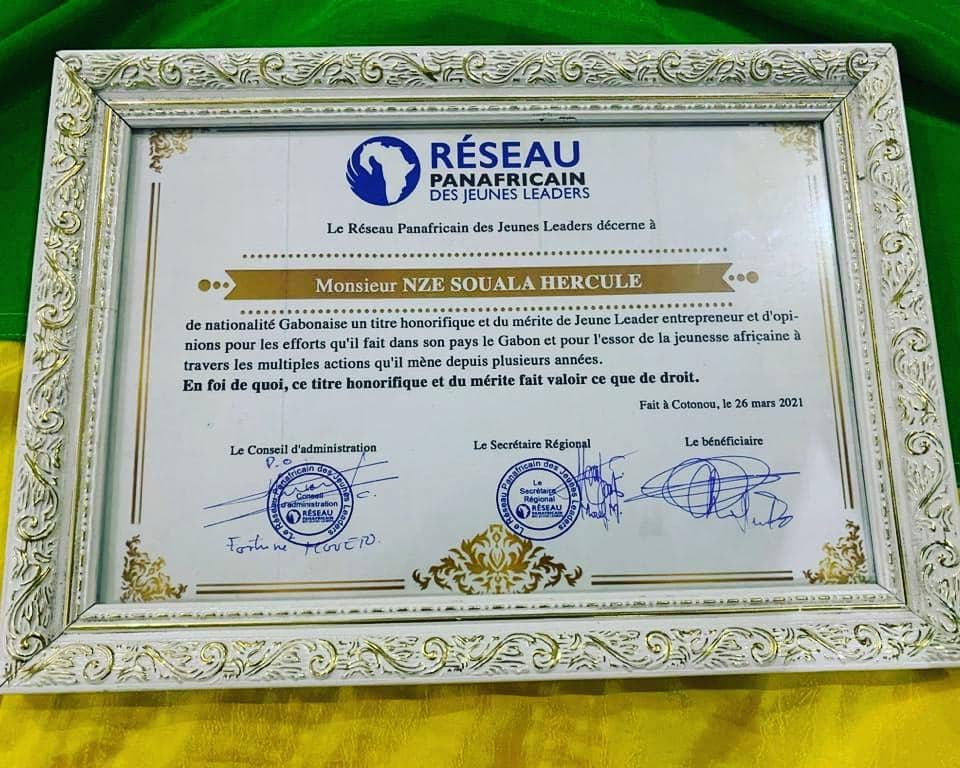 RÉSEAU
PANAFRICAIN
DES JEUNES LEADERS
Le Réseau Panafricain des Jeunes Leaders décerne à
Monsieur NZE SOUALA HERCULE
de nationalité Gabonaise un titre honorifique et du mérite de Jeune Leader entrepreneur et d'opi-
nions pour les efforts qu'il fait dans son pays le Gabon et pour l'essor de la jeunesse africaine à
travers les multiples actions qu'il mène depuis plusieurs années.
En foi de quoi, ce titre honorifique et du mérite fait valoir ce que de droit.
Fait à Cotonou, le 26 mars 2021
Le Conseil d'administration
Le Secrétaire Régional
Le bénéficiaire
P.O
Le Réseau Panafricain des Jeunes Leaders
Le
Conseil
d'administration
RÉSEAU
PANAFRICAIN
Le Réseau Panafricain des Jeunes Leaders
Le
Secrétaire
Régional
RÉSEAU
PANAFRICAIN
Fortune